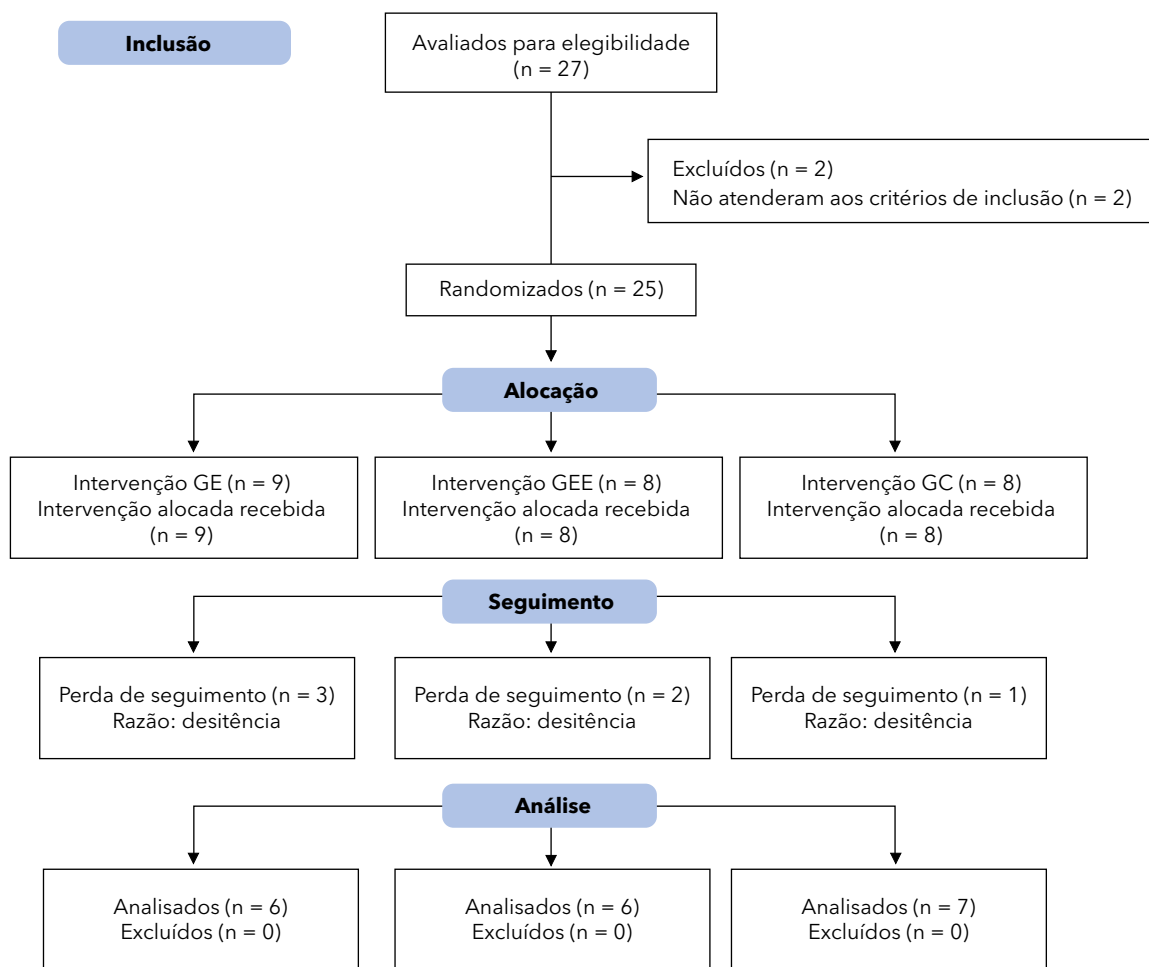 Inclusão
Avaliados para elegibilidade
(n = 27)
Excluídos (n = 2)
Não atenderam aos critérios de inclusão (n = 2)
Randomizados (n = 25)
Alocação
Intervenção GE (n = 9)
Intervenção alocada recebida
(n = 9)
Intervenção GEE (n = 8)
Intervenção alocada recebida
(n = 8)
Intervenção GC (n = 8)
Intervenção alocada recebida
(n = 8)
Seguimento
Perda de seguimento (n = 3)
Razão: desitência
Perda de seguimento (n = 2)
Razão: desitência
Perda de seguimento (n = 1)
Razão: desitência
Análise
Analisados (n = 6)
Excluídos (n = 0)
Analisados (n = 6)
Excluídos (n = 0)
Analisados (n = 7)
Excluídos (n = 0)